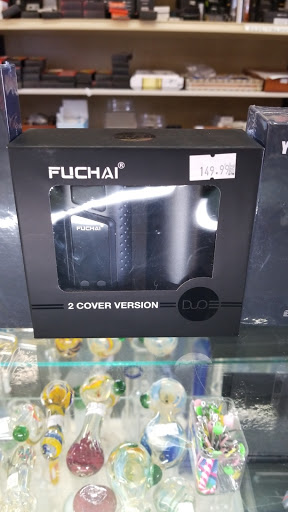 FUCHAI®
149.99
FUCHAI
2 COVER VERSION
DUO
Y